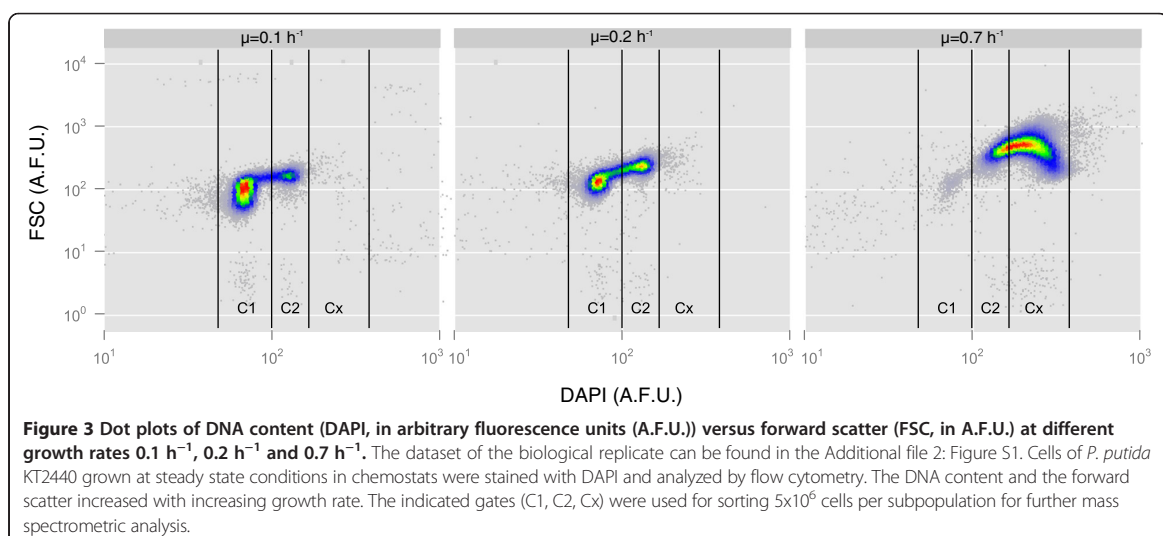 μ=0.1 h⁻¹ μ=0.2 h⁻¹ μ=0.7 h⁻¹
10⁴
10³
10²
10¹
10⁰
FSC (A.F.U.)
C1 C2 Cx C1 C2 Cx C1 C2 Cx
10¹ 10² 10³ 10¹ 10² 10³ 10¹ 10² 10³
DAPI (A.F.U.)
Figure 3 Dot plots of DNA content (DAPI, in arbitrary fluorescence units (A.F.U.)) versus forward scatter (FSC, in A.F.U.) at different
growth rates 0.1 h⁻¹, 0.2 h⁻¹ and 0.7 h⁻¹. The dataset of the biological replicate can be found in the Additional file 2: Figure S1. Cells of P. putida
KT2440 grown at steady state conditions in chemostats were stained with DAPI and analyzed by flow cytometry. The DNA content and the forward
scatter increased with increasing growth rate. The indicated gates (C1, C2, Cx) were used for sorting 5x10⁶ cells per subpopulation for further mass
spectrometric analysis.